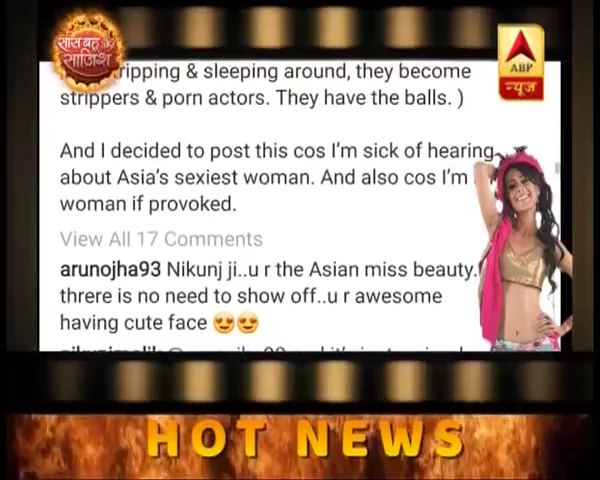 सास बहू और
साज़िश
ABP
न्यूज़
ripping & sleeping around, they become
strippers & porn actors. They have the balls. )
And I decided to post this cos I'm sick of hearing
about Asia's sexiest woman. And also cos I'm
woman if provoked.
View All 17 Comments
arunojha93 Nikunj ji..u r the Asian miss beauty.
threre is no need to show off..u r awesome
having cute face 😍😍
HOT NEWS